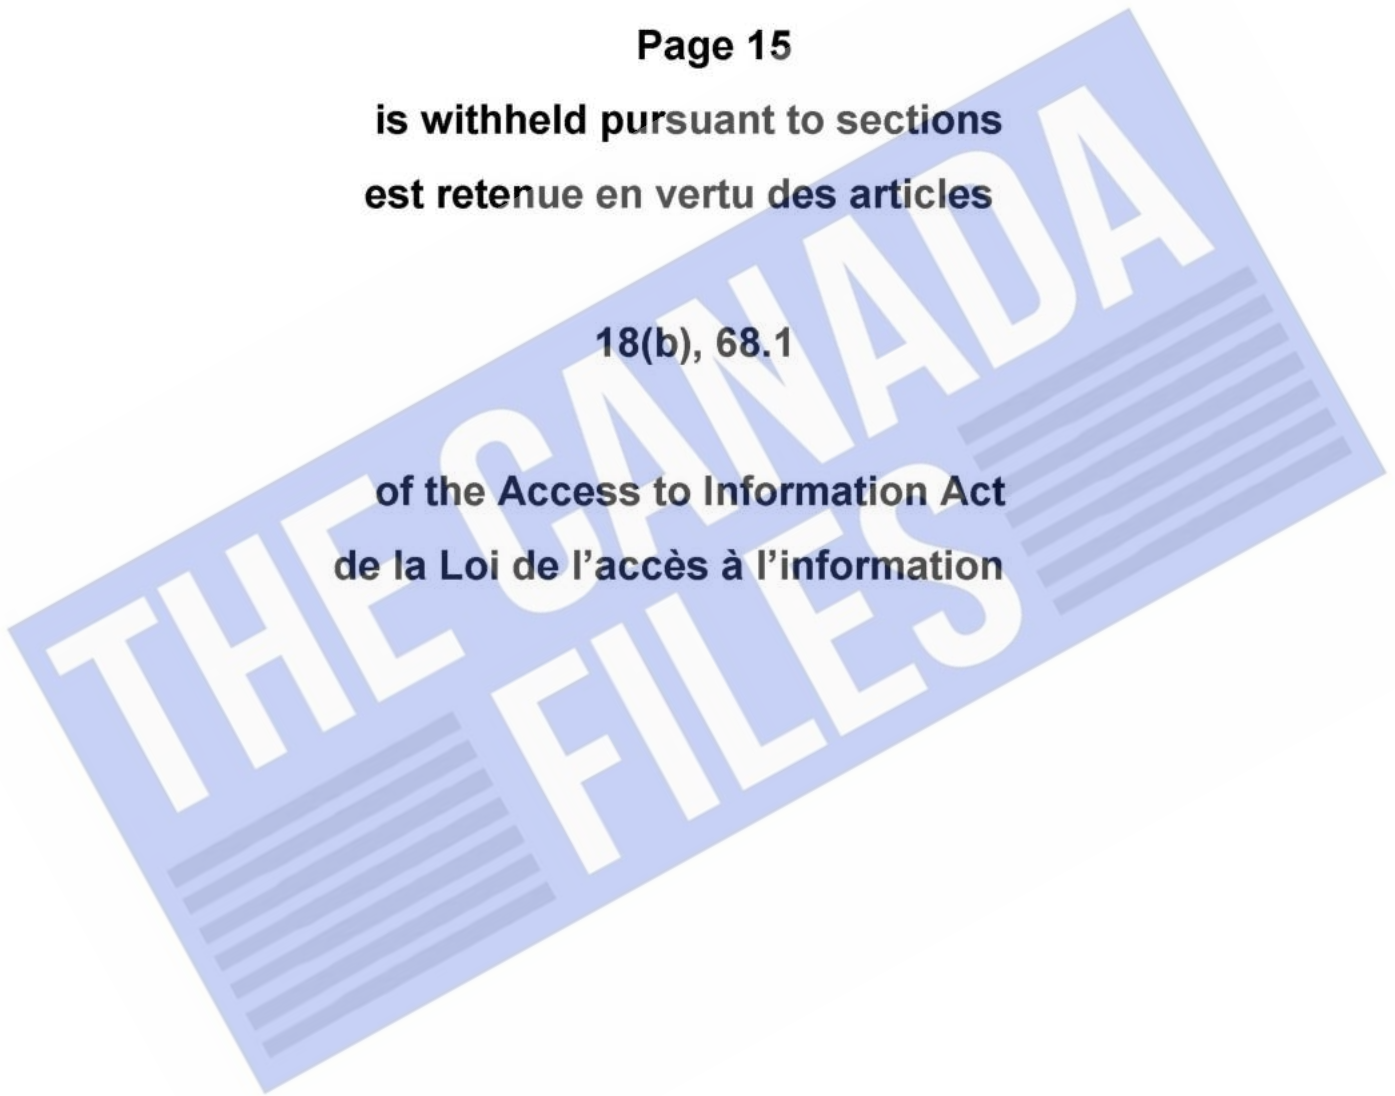 Page 15
is withheld pursuant to sections
est retenue en vertu des articles
18(b), 68.1
of the Access to Information Act
de la Loi de l’accès à l’information
THE CANADA
FILES